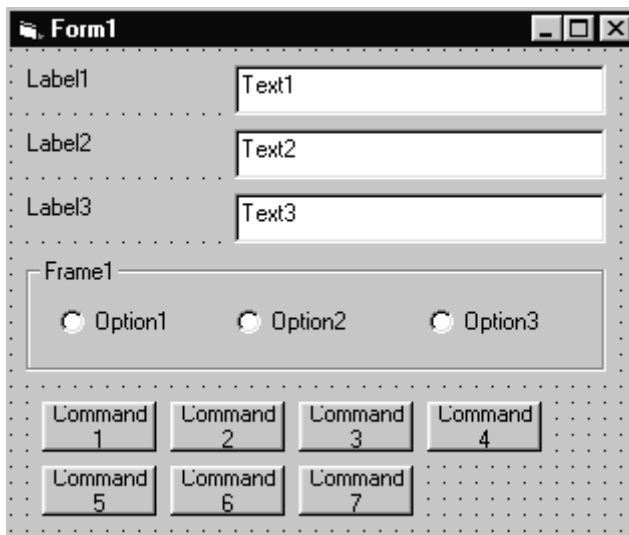 Form1
Label1 Text1
Label2 Text2
Label3 Text3
Frame1
Option1 Option2 Option3
Command Command Command Command
1 2 3 4
Command Command Command
5 6 7